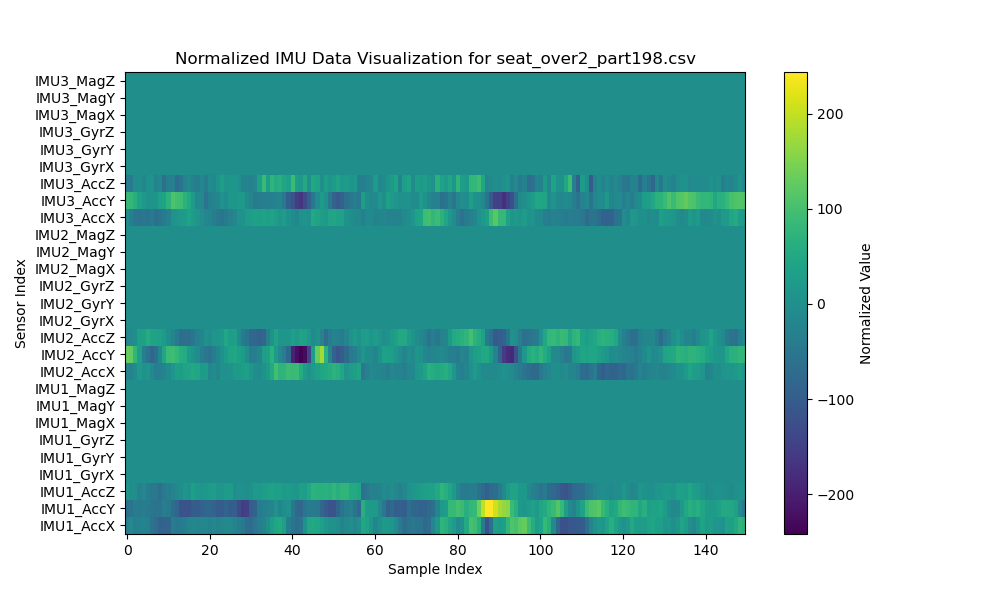 Normalized IMU Data Visualization for seat_over2_part198.csv
IMU3_MagZ
IMU3_MagY
IMU3_MagX
IMU3_GyrZ
IMU3_GyrY
IMU3_GyrX
IMU3_AccZ
IMU3_AccY
IMU3_AccX
IMU2_MagZ
IMU2_MagY
IMU2_MagX
IMU2_GyrZ
IMU2_GyrY
IMU2_GyrX
IMU2_AccZ
IMU2_AccY
IMU2_AccX
IMU1_MagZ
IMU1_MagY
IMU1_MagX
IMU1_GyrZ
IMU1_GyrY
IMU1_GyrX
IMU1_AccZ
IMU1_AccY
IMU1_AccX
Sensor Index
0 20 40 60 80 100 120 140
Sample Index
200
100
0
−100
−200
Normalized Value